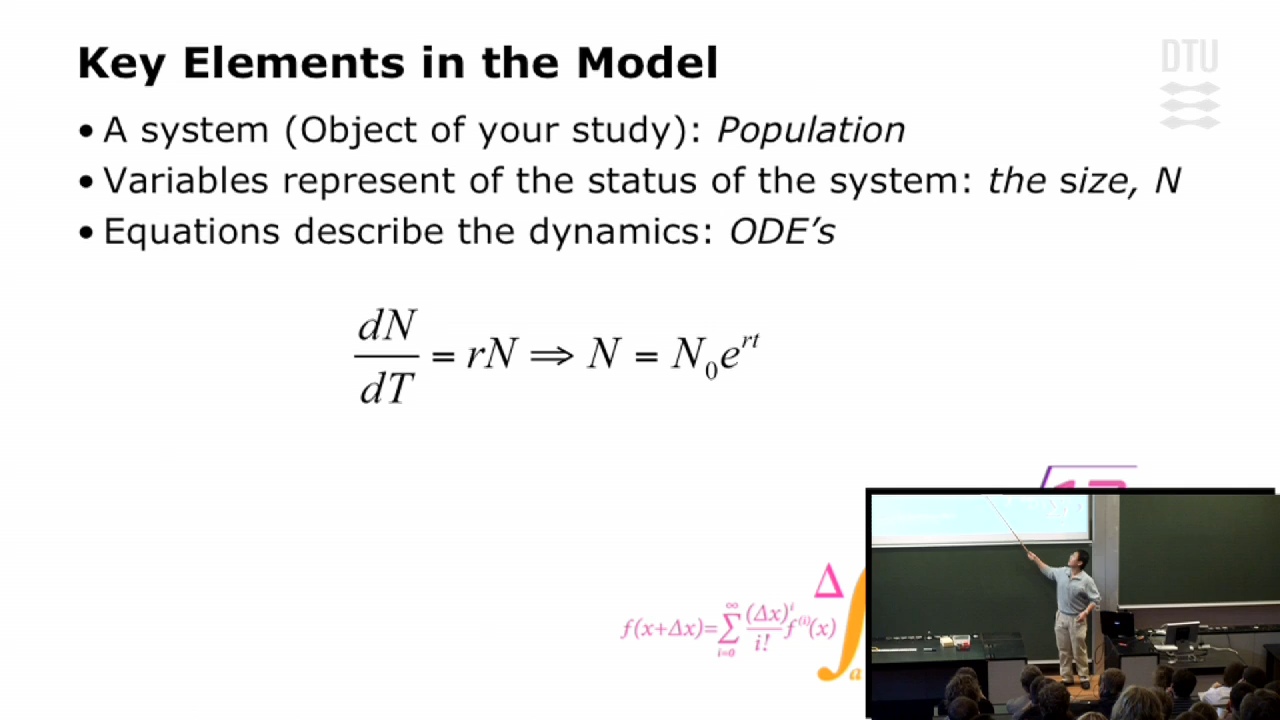 Key Elements in the Model
DTU
• A system (Object of your study): Population
• Variables represent of the status of the system: the size, N
• Equations describe the dynamics: ODE's
dN/dT = rN ⇒ N = N₀e^{rt}
Δ
f(x+Δx)=∑_{i=0}^{∞} (Δx)^i/i! f^{(i)}(x)
∫_a